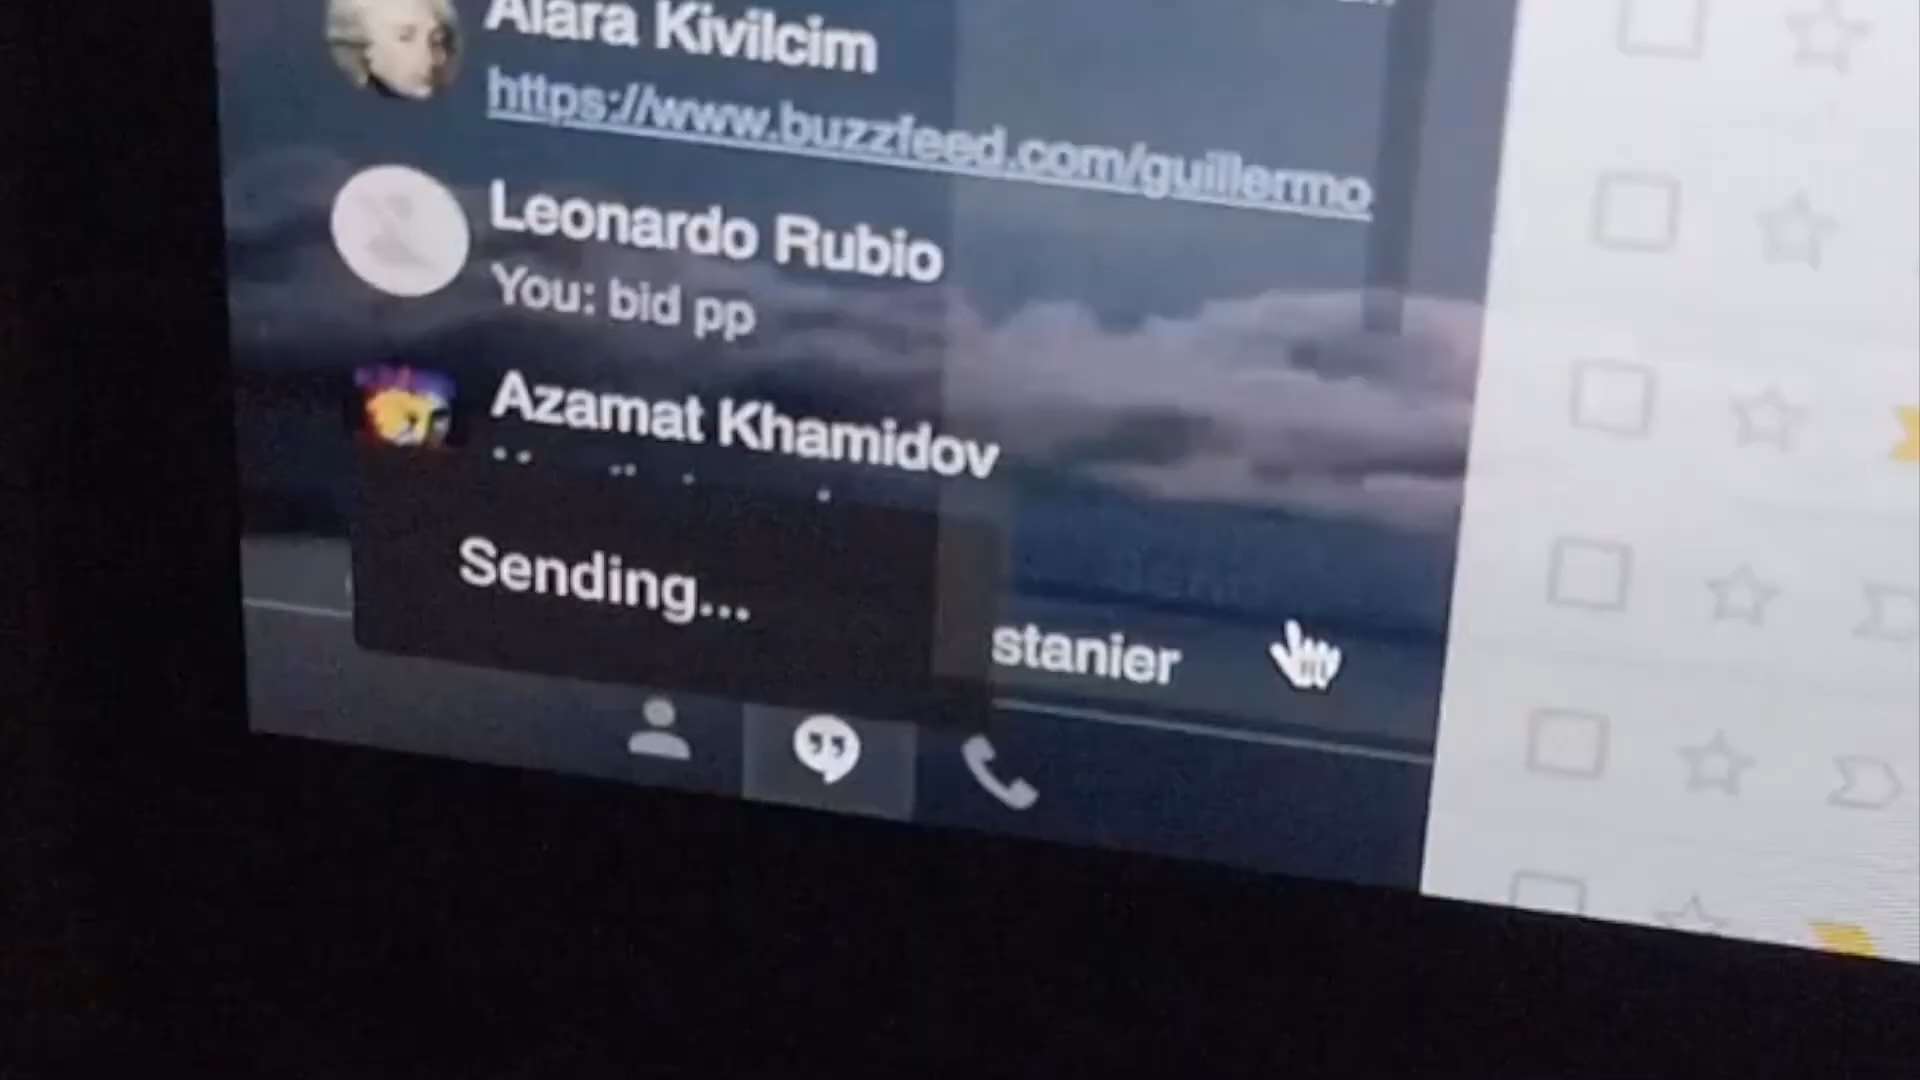 Alara Kivilcim
https://www.buzzfeed.com/guillermo
Leonardo Rubio
You: bid pp
Azamat Khamidov
Sending...
stanier